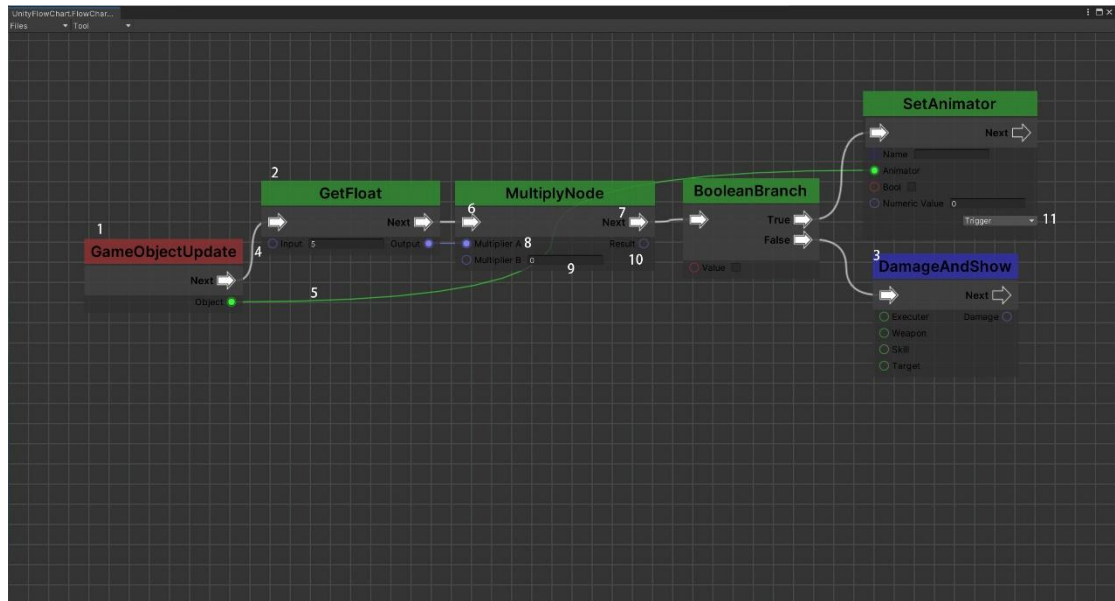 UnityFlowChart.FlowChar...
Files Tool
1
GameObjectUpdate
Next
Object
4
5
2
GetFloat
Next
Input 5 Output
MultiplyNode
6 7
Next
Multiplier A 8 Result
Multiplier B 0 10
9
BooleanBranch
True
False
Value
SetAnimator
Next
Name
Animator
Bool
Numeric Value 0
Trigger 11
3
DamageAndShow
Next
Executer Damage
Weapon
Skill
Target